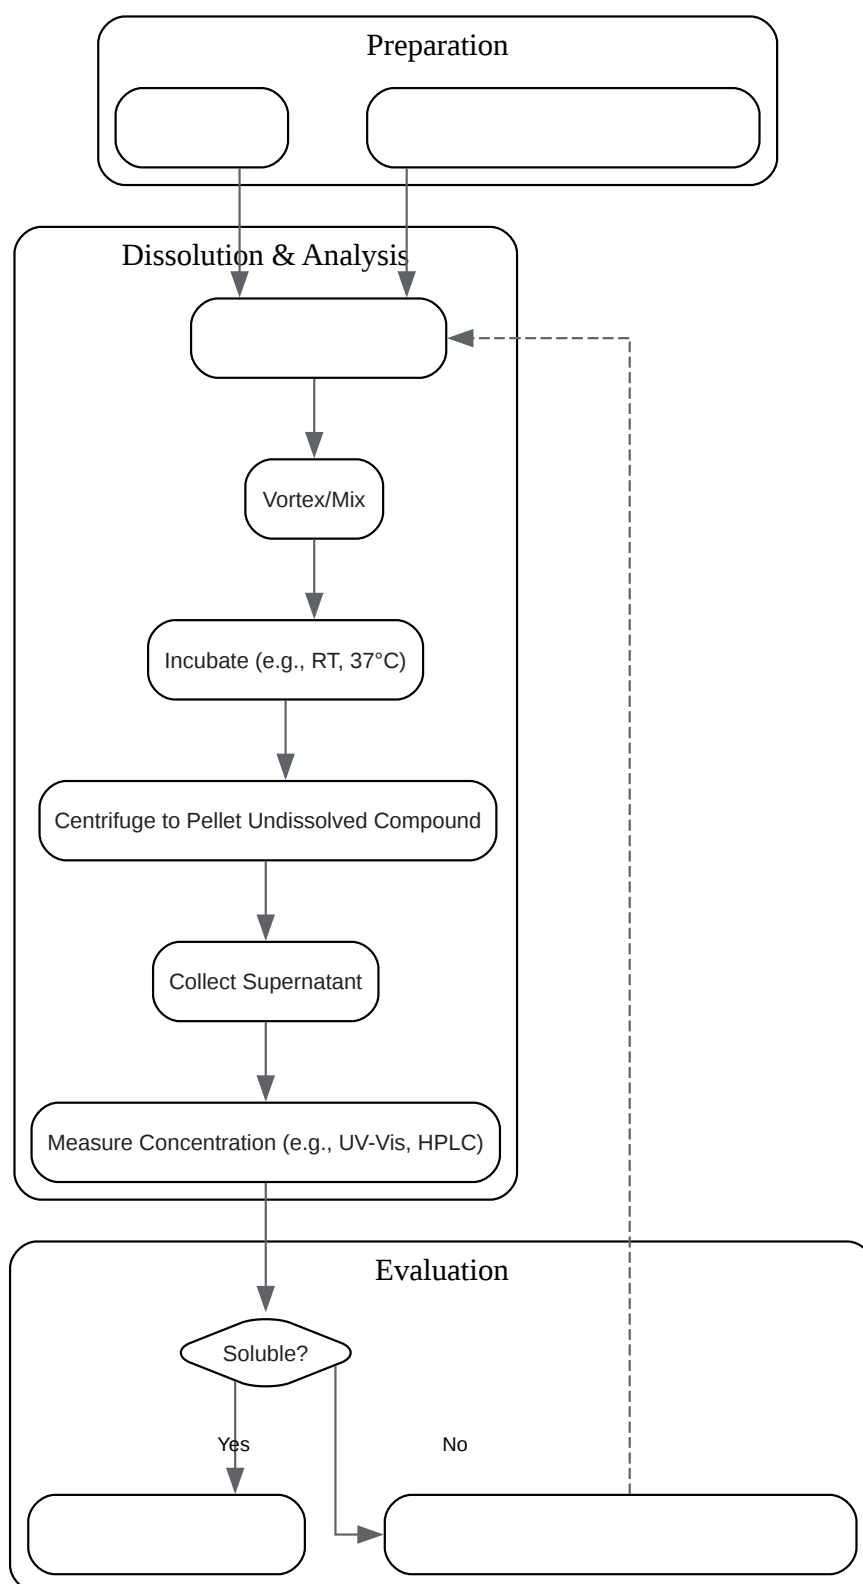 Preparation
Dissolution & Analysis
Vortex/Mix
Incubate (e.g., RT, 37°C)
Centrifuge to Pellet Undissolved Compound
Collect Supernatant
Measure Concentration (e.g., UV-Vis, HPLC)
Evaluation
Soluble?
Yes
No